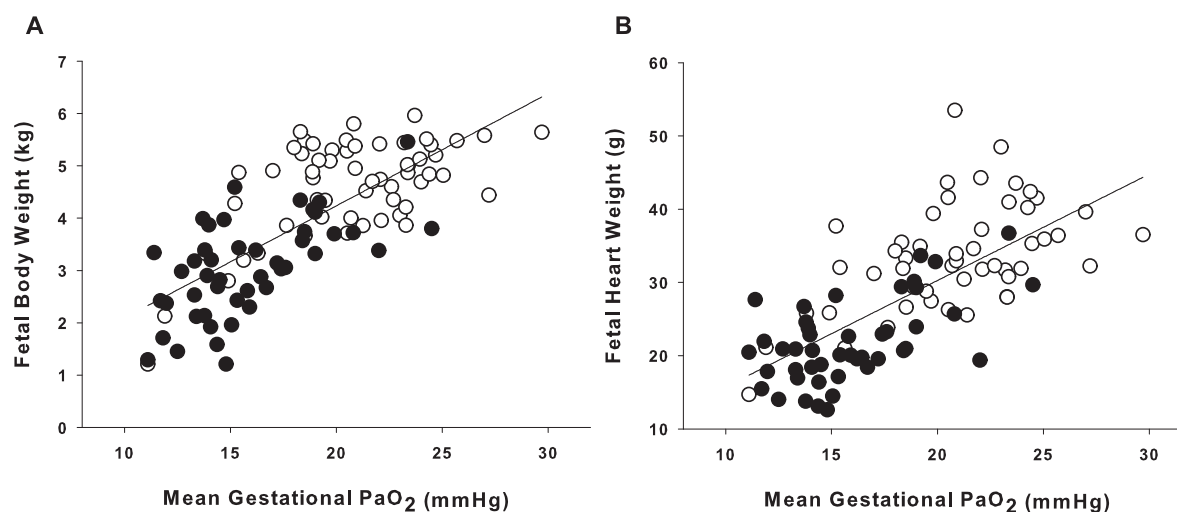 A
B
Fetal Body Weight (kg)
7
6
5
4
3
2
1
0
10 15 20 25 30
Mean Gestational PaO2 (mmHg)
Fetal Heart Weight (g)
60
50
40
30
20
10
10 15 20 25 30
Mean Gestational PaO2 (mmHg)